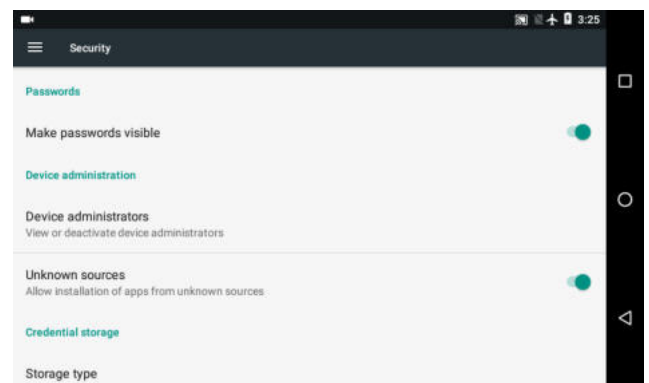 3:25
Security
Passwords
Make passwords visible
Device administration
Device administrators
View or deactivate device administrators
Unknown sources
Allow installation of apps from unknown sources
Credential storage
Storage type